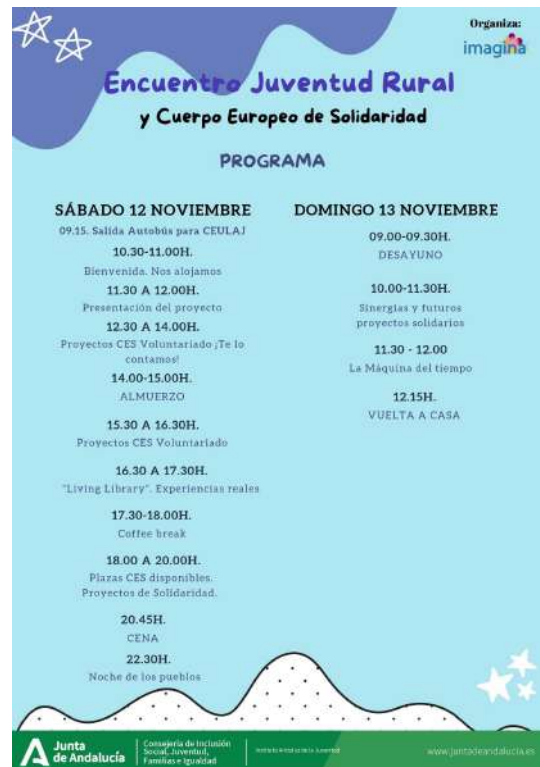 Organiza:
imagina
Encuentro Juventud Rural
y Cuerpo Europeo de Solidaridad
PROGRAMA
SÁBADO 12 NOVIEMBRE
09.15. Salida Autobús para CEULAJ
10.30-11.00H.
Bienvenida. Nos alojamos
11.30 A 12.00H.
Presentación del proyecto
12.30 A 14.00H.
Proyectos CES Voluntariado ¡Te lo
contamos!
14.00-15.00H.
ALMUERZO
15.30 A 16.30H.
Proyectos CES Voluntariado
16.30 A 17.30H.
"Living Library". Experiencias reales
17.30-18.00H.
Coffee break
18.00 A 20.00H.
Plazas CES disponibles.
Proyectos de Solidaridad.
20.45H.
CENA
22.30H.
Noche de los pueblos
DOMINGO 13 NOVIEMBRE
09.00-09.30H.
DESAYUNO
10.00-11.30H.
Sinergias y futuros
proyectos solidarios
11.30 - 12.00
La Máquina del tiempo
12.15H.
VUELTA A CASA
Junta
de Andalucía
Consejería de Inclusión
Social, Juventud,
Familias e Igualdad
Instituto Andaluz de la Juventud
www.juntadeandalucia.es